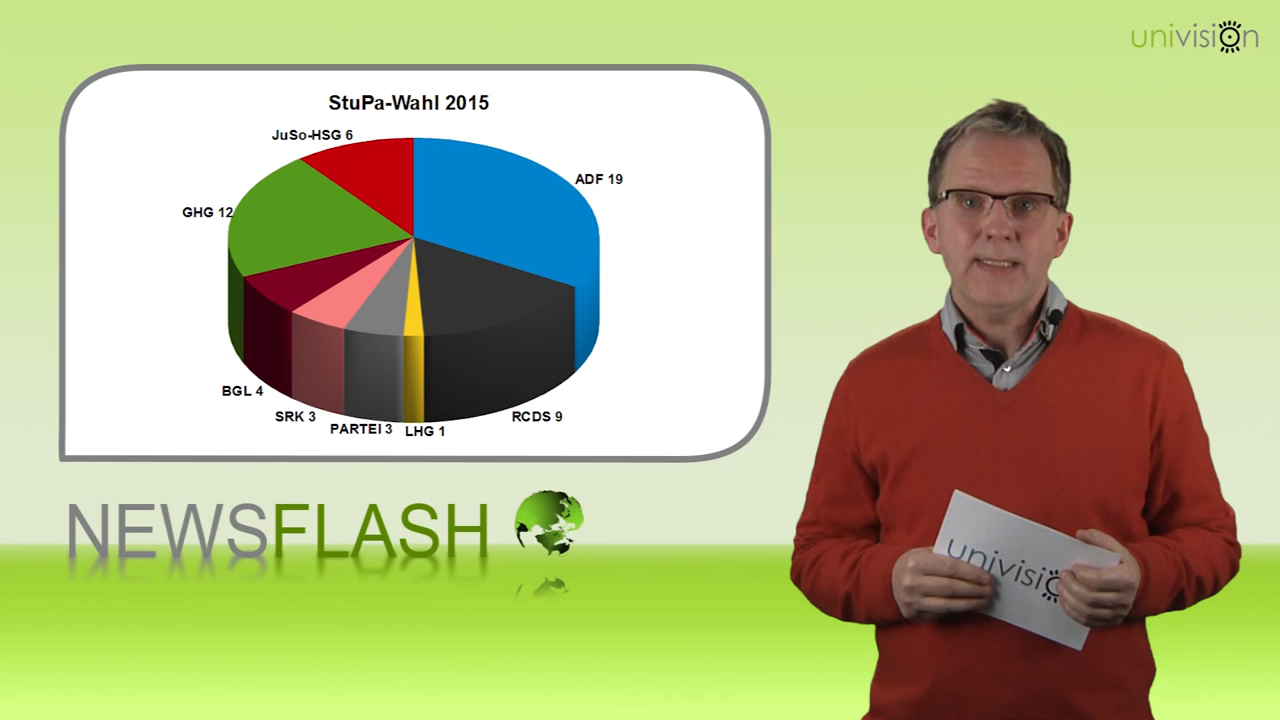 univision
StuPa-Wahl 2015
JuSo-HSG 6
ADF 19
GHG 12
BGL 4
SRK 3
PARTEI 3
LHG 1
RCDS 9
NEWSFLASH
univision